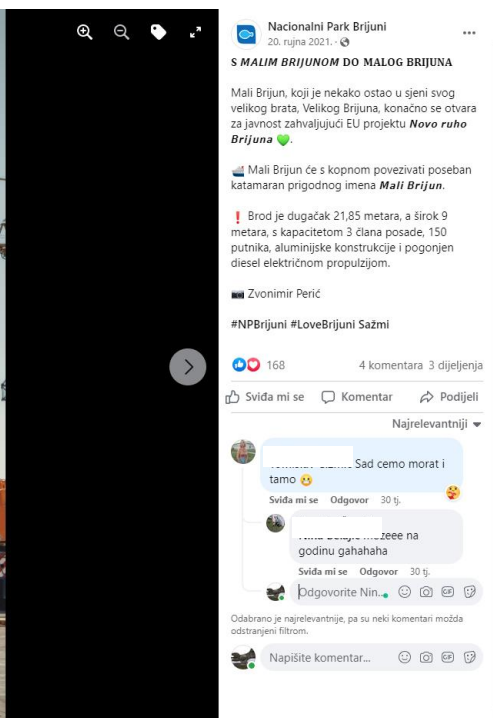 Nacionalni Park Brijuni
20. rujna 2021. ·
S MALIM BRIJUNOM DO MALOG BRIJUNA
Mali Brijun, koji je nekako ostao u sjeni svog
velikog brata, Velikog Brijuna, konačno se otvara
za javnost zahvaljujući EU projektu Novo ruho
Brijuna 💚.
🛥 Mali Brijun će s kopnom povezivati poseban
katamaran prigodnog imena Mali Brijun.
❗ Brod je dugačak 21,85 metara, a širok 9
metara, s kapacitetom 3 člana posade, 150
putnika, aluminijske konstrukcije i pogonjen
diesel električnom propulzijom.
📷 Zvonimir Perić
#NPBrijuni #LoveBrijuni Sažmi
168
4 komentara 3 dijeljenja
Sviđa mi se Komentar Podijeli
Najrelevantniji
Sad cemo morat i
tamo
Sviđa mi se Odgovor 30 tj.
mozeee na
godinu gahahaha
Sviđa mi se Odgovor 30 tj.
Odgovorite Nin...
GIF
Odabrano je najrelevantnije, pa su neki komentari možda
odstranjeni filtrom.
Napišite komentar...
GIF